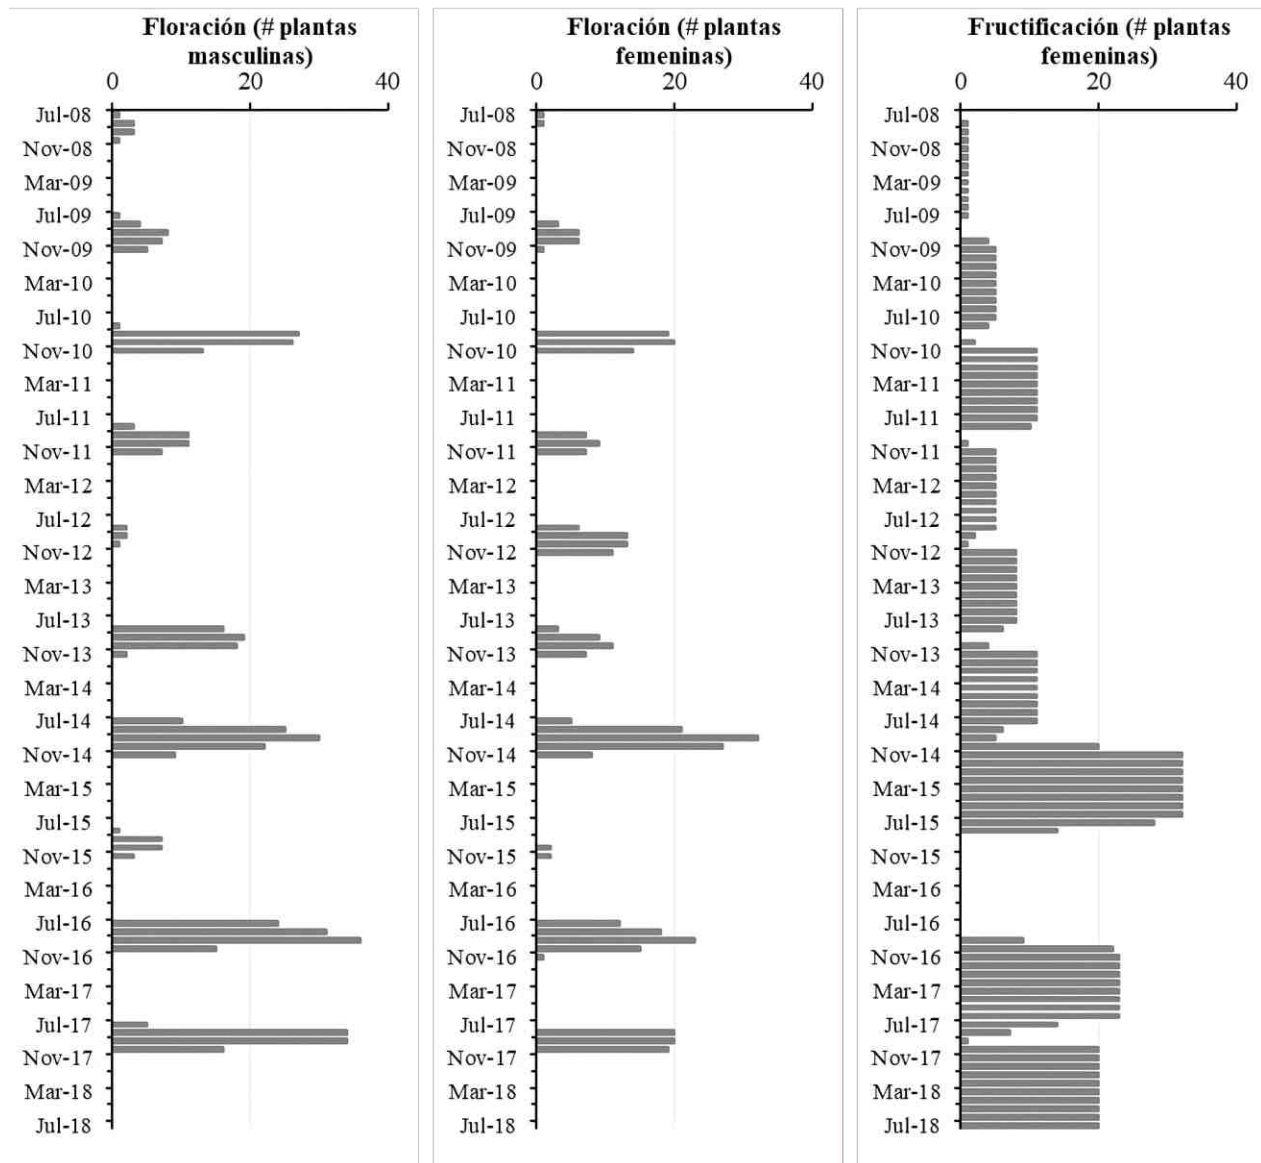 Floración (# plantas
masculinas)
0 20 40
Jul-08
Nov-08
Mar-09
Jul-09
Nov-09
Mar-10
Jul-10
Nov-10
Mar-11
Jul-11
Nov-11
Mar-12
Jul-12
Nov-12
Mar-13
Jul-13
Nov-13
Mar-14
Jul-14
Nov-14
Mar-15
Jul-15
Nov-15
Mar-16
Jul-16
Nov-16
Mar-17
Jul-17
Nov-17
Mar-18
Jul-18
Floración (# plantas
femeninas)
0 20 40
Jul-08
Nov-08
Mar-09
Jul-09
Nov-09
Mar-10
Jul-10
Nov-10
Mar-11
Jul-11
Nov-11
Mar-12
Jul-12
Nov-12
Mar-13
Jul-13
Nov-13
Mar-14
Jul-14
Nov-14
Mar-15
Jul-15
Nov-15
Mar-16
Jul-16
Nov-16
Mar-17
Jul-17
Nov-17
Mar-18
Jul-18
Fructificación (# plantas
femeninas)
0 20 40
Jul-08
Nov-08
Mar-09
Jul-09
Nov-09
Mar-10
Jul-10
Nov-10
Mar-11
Jul-11
Nov-11
Mar-12
Jul-12
Nov-12
Mar-13
Jul-13
Nov-13
Mar-14
Jul-14
Nov-14
Mar-15
Jul-15
Nov-15
Mar-16
Jul-16
Nov-16
Mar-17
Jul-17
Nov-17
Mar-18
Jul-18